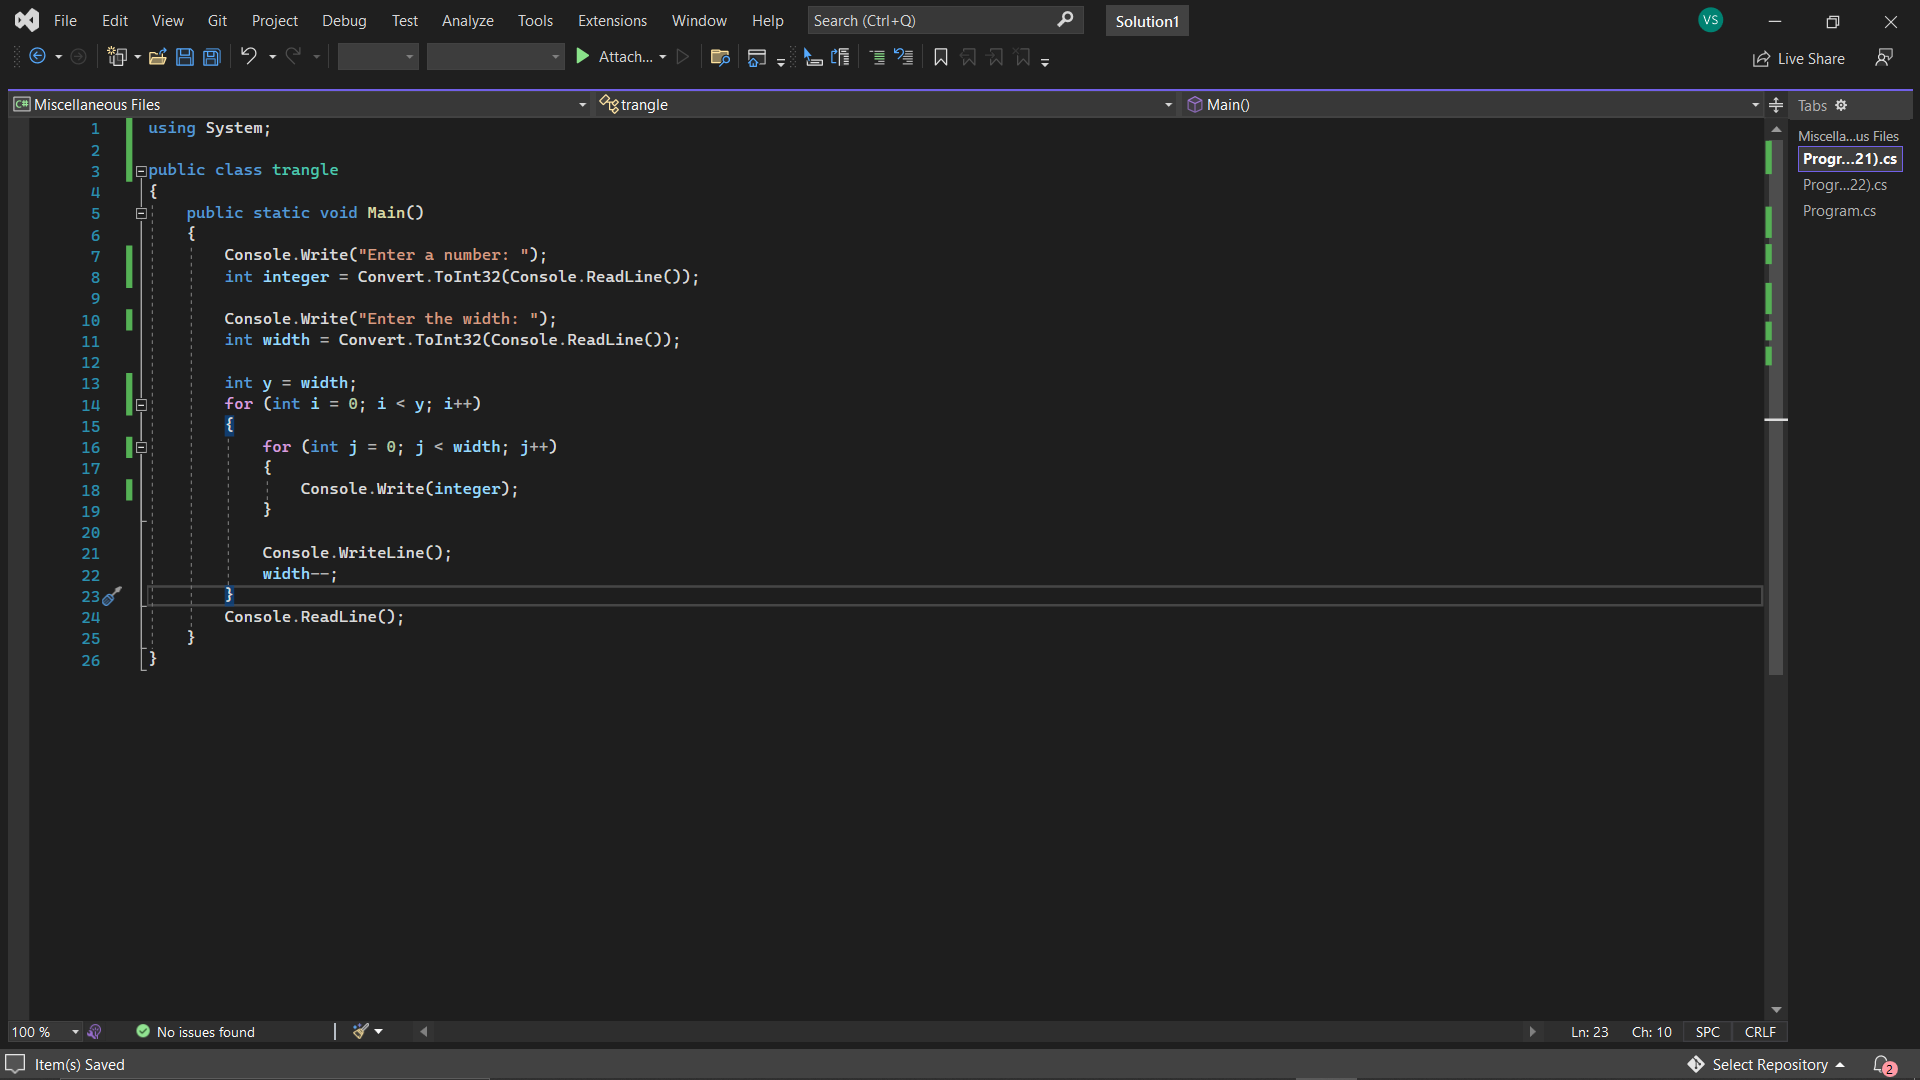 File Edit View Git Project Debug Test Analyze Tools Extensions Window Help Search (Ctrl+Q) Solution1 VS
Attach... Live Share
C# Miscellaneous Files trangle Main() Tabs
Miscella...us Files
Progr...21).cs
Progr...22).cs
Program.cs
1 using System;
2
3 public class trangle
4 {
5 public static void Main()
6 {
7 Console.Write("Enter a number: ");
8 int integer = Convert.ToInt32(Console.ReadLine());
9
10 Console.Write("Enter the width: ");
11 int width = Convert.ToInt32(Console.ReadLine());
12
13 int y = width;
14 for (int i = 0; i < y; i++)
15 {
16 for (int j = 0; j < width; j++)
17 {
18 Console.Write(integer);
19 }
20
21 Console.WriteLine();
22 width--;
23 }
24 Console.ReadLine();
25 }
26 }
100 % No issues found Ln: 23 Ch: 10 SPC CRLF
Item(s) Saved Select Repository 2